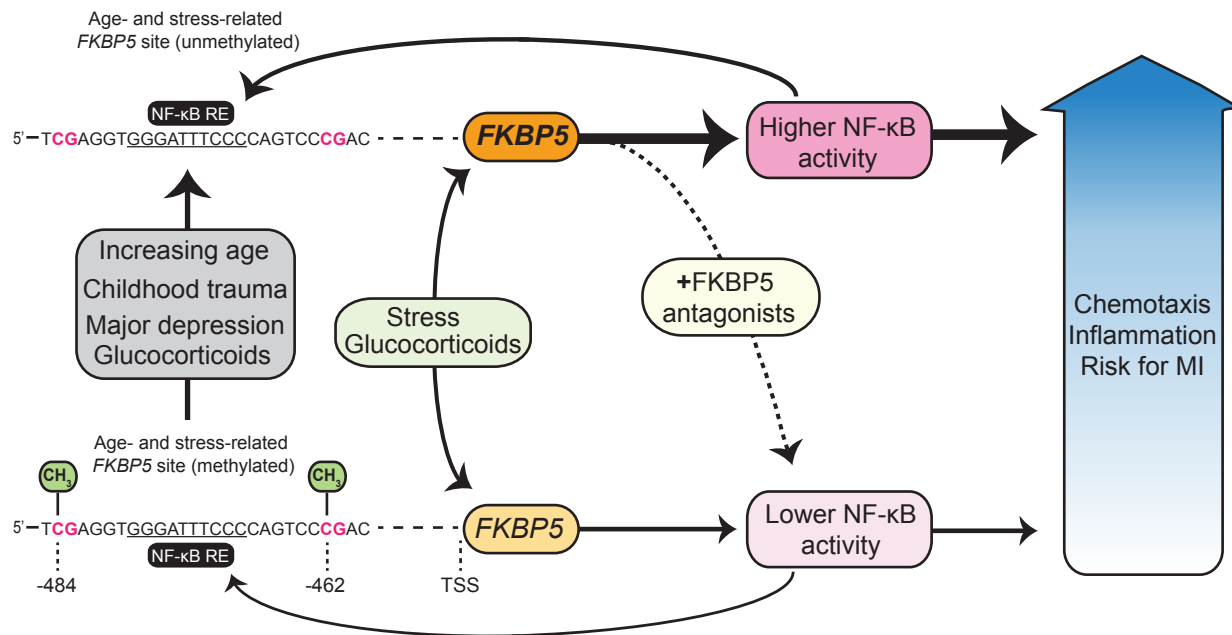 Age- and stress-related
FKBP5 site (unmethylated)
NF-κB RE
5'–TCGAGGTGGGATTTCCCCAGTCCCGAC
FKBP5
Higher NF-κB
activity
Increasing age
Childhood trauma
Major depression
Glucocorticoids
Stress
Glucocorticoids
+FKBP5
antagonists
Chemotaxis
Inflammation
Risk for MI
Age- and stress-related
FKBP5 site (methylated)
CH₃
CH₃
5'–TCGAGGTGGGATTTCCCCAGTCCCGAC
NF-κB RE
FKBP5
Lower NF-κB
activity
-484
-462
TSS